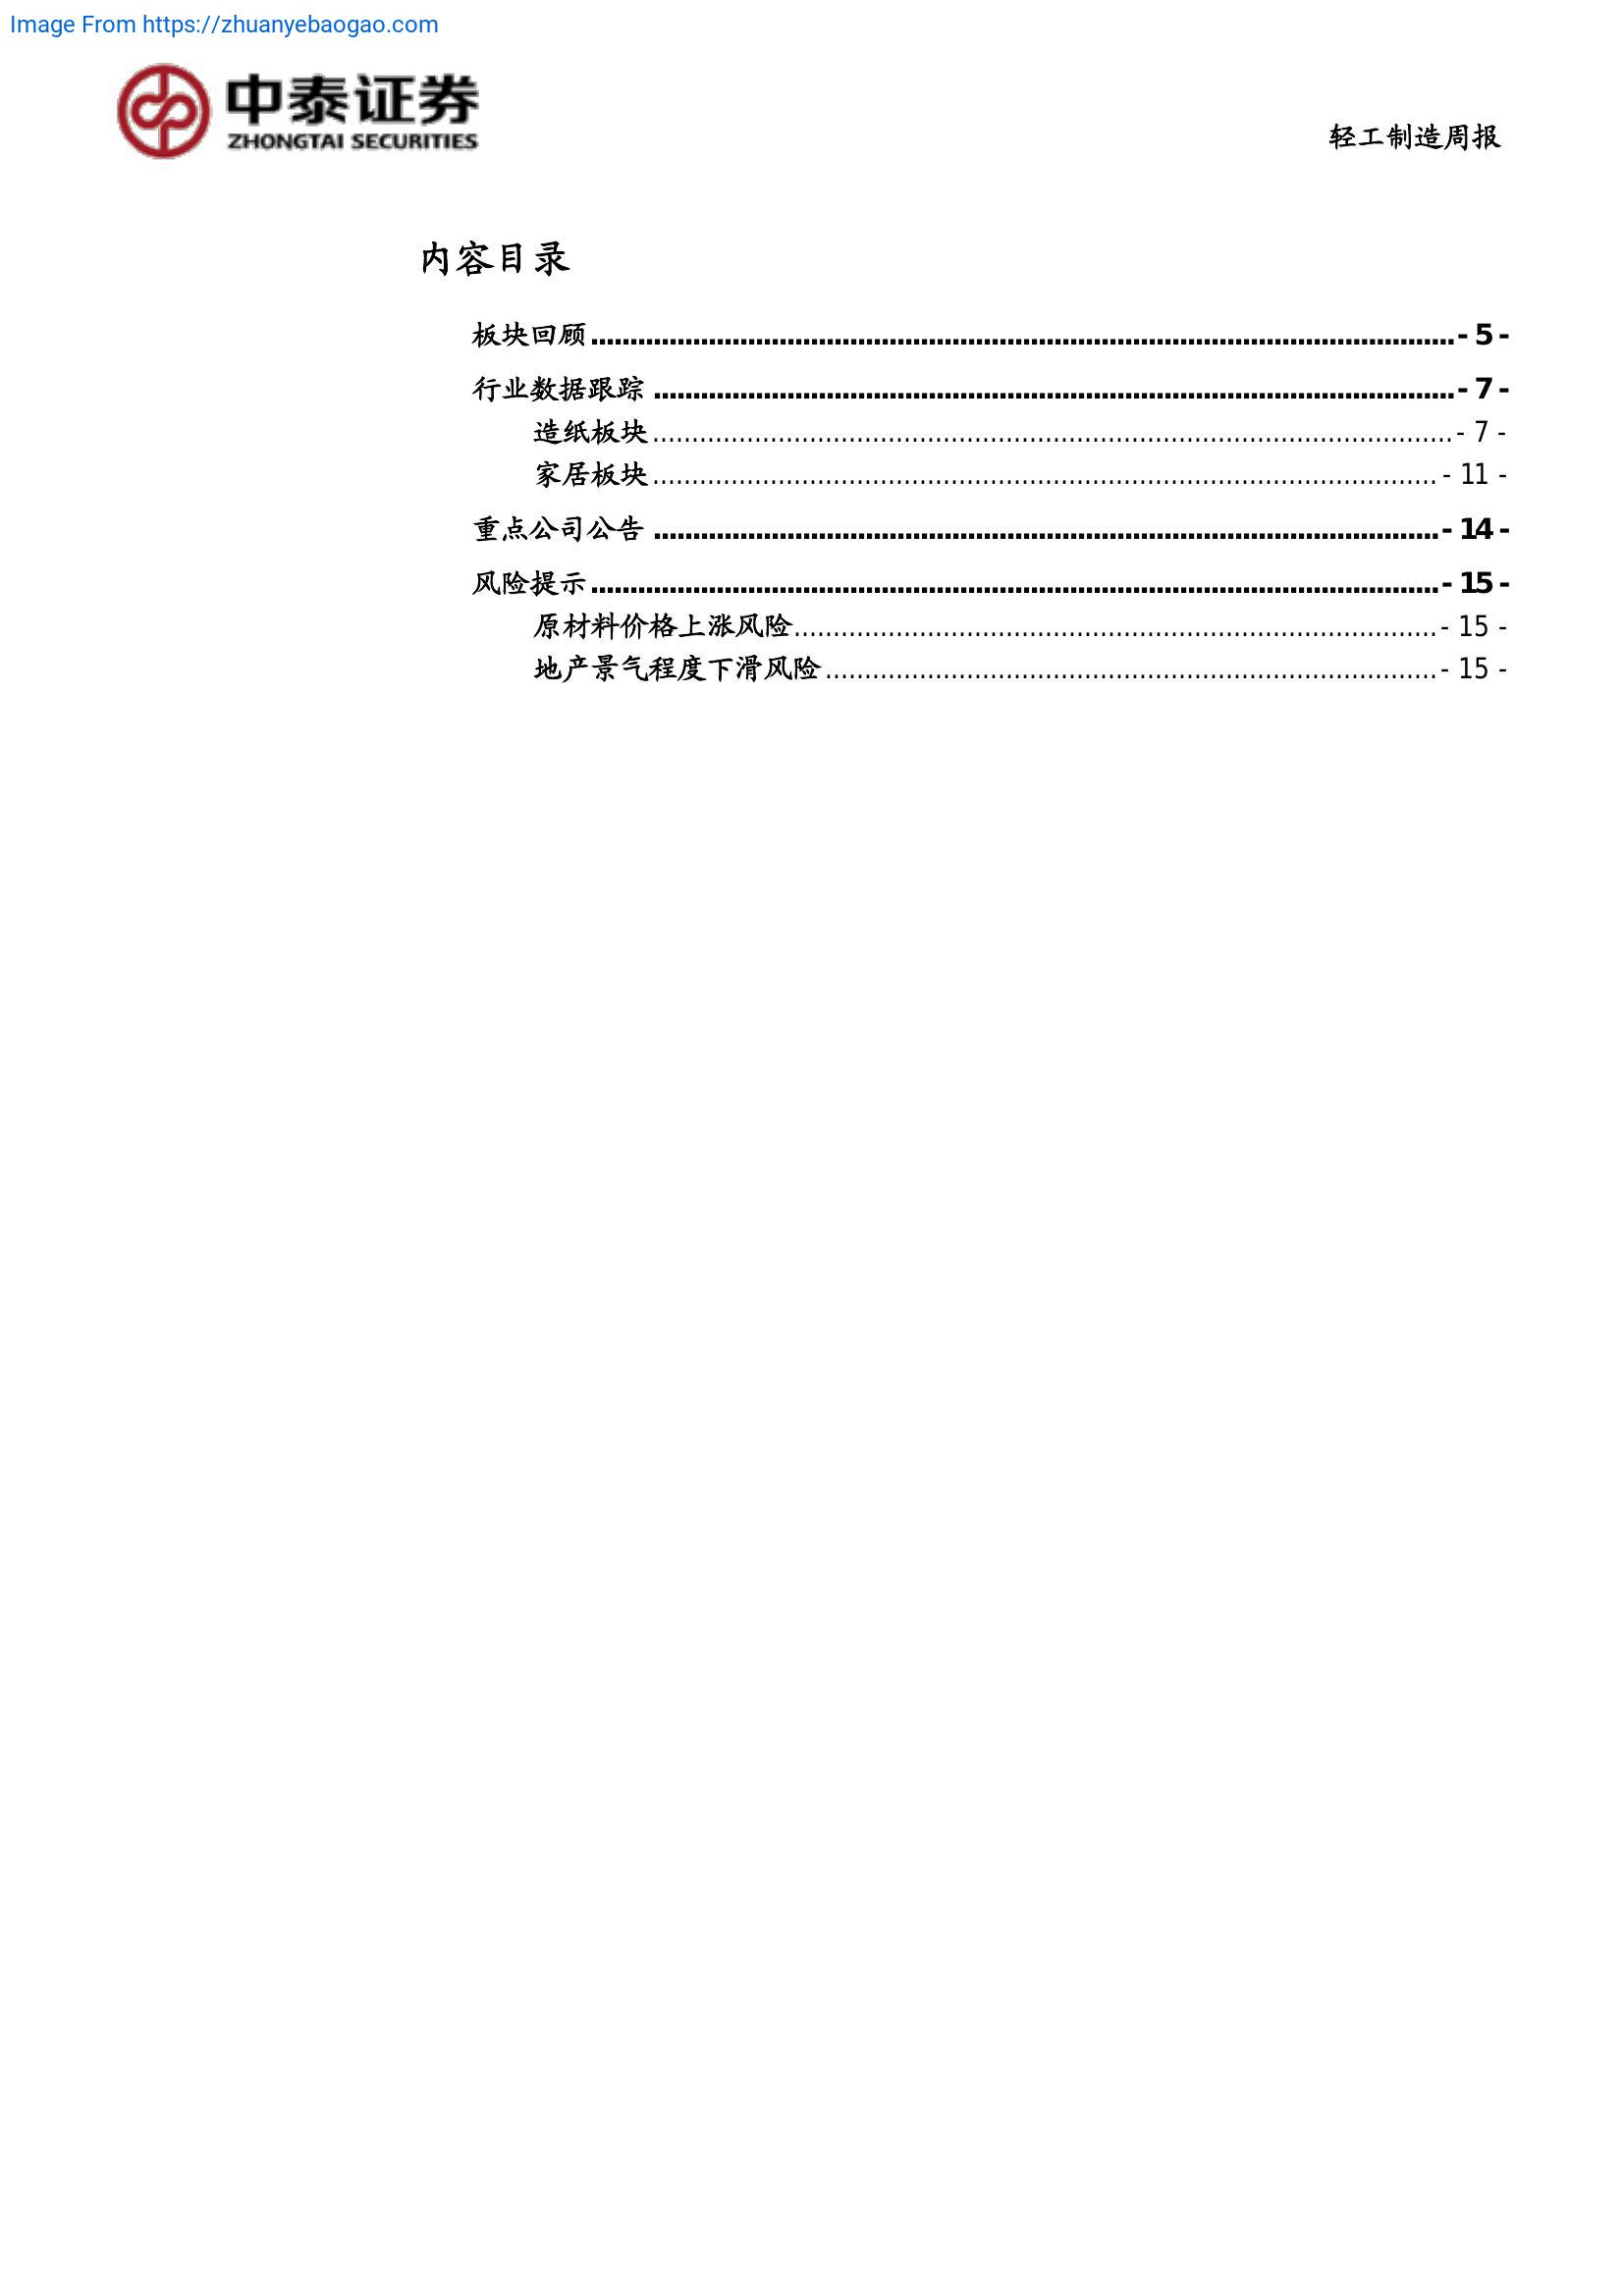 Image From https://zhuanyebaogao.com
中泰证券
ZHONGTAI SECURITIES
轻工制造周报
内容目录
板块回顾 - 5 -
行业数据跟踪 - 7 -
造纸板块 - 7 -
家居板块 - 11 -
重点公司公告 - 14 -
风险提示 - 15 -
原材料价格上涨风险 - 15 -
地产景气程度下滑风险 - 15 -